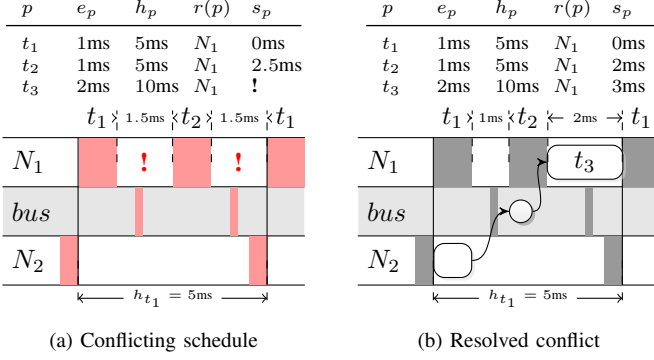 p e_p h_p r(p) s_p
t_1 1ms 5ms N_1 0ms
t_2 1ms 5ms N_1 2.5ms
t_3 2ms 10ms N_1 !
t_1 1.5ms t_2 1.5ms t_1
N_1 ! !
bus
N_2
h_{t_1} = 5ms
(a) Conflicting schedule
p e_p h_p r(p) s_p
t_1 1ms 5ms N_1 0ms
t_2 1ms 5ms N_1 2ms
t_3 2ms 10ms N_1 3ms
t_1 1ms t_2 2ms t_1
N_1 t_3
bus
N_2
h_{t_1} = 5ms
(b) Resolved conflict